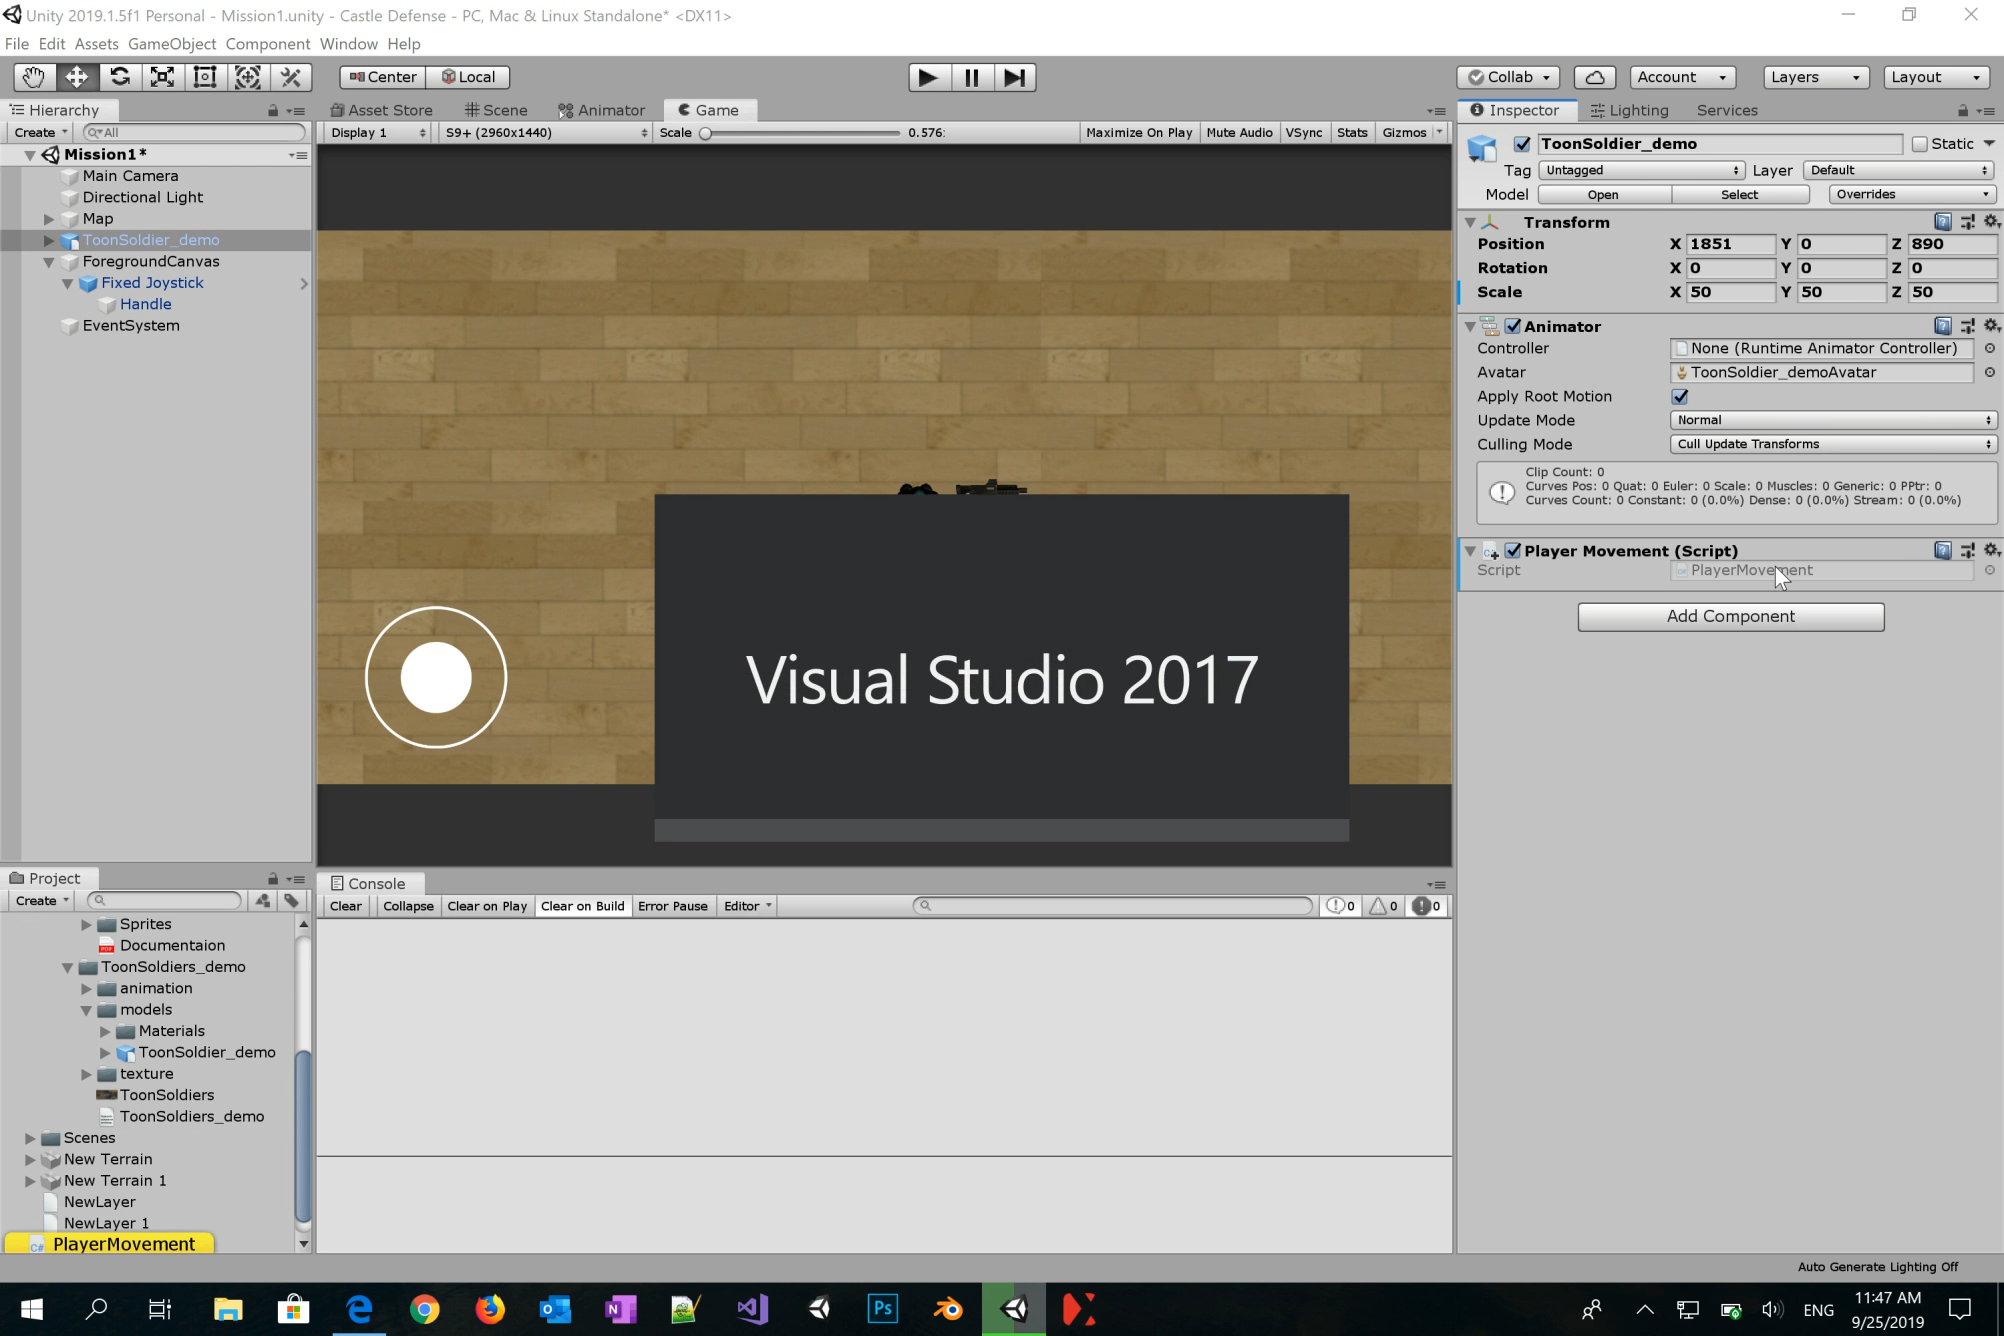 Unity 2019.1.5f1 Personal - Mission1.unity - Castle Defense - PC, Mac & Linux Standalone* <DX11>
File Edit Assets GameObject Component Window Help
Center Local
Collab Account Layers Layout
Hierarchy
Create All
Mission1*
Main Camera
Directional Light
Map
ToonSoldier_demo
ForegroundCanvas
Fixed Joystick
Handle
EventSystem
Asset Store Scene Animator Game
Display 1 S9+ (2960x1440) Scale 0.576: Maximize On Play Mute Audio VSync Stats Gizmos
Visual Studio 2017
Inspector Lighting Services
ToonSoldier_demo Static
Tag Untagged Layer Default
Model Open Select Overrides
Transform
Position X 1851 Y 0 Z 890
Rotation X 0 Y 0 Z 0
Scale X 50 Y 50 Z 50
Animator
Controller None (Runtime Animator Controller)
Avatar ToonSoldier_demoAvatar
Apply Root Motion
Update Mode Normal
Culling Mode Cull Update Transforms
Clip Count: 0
Curves Pos: 0 Quat: 0 Euler: 0 Scale: 0 Muscles: 0 Generic: 0 PPtr: 0
Curves Count: 0 Constant: 0 (0.0%) Dense: 0 (0.0%) Stream: 0 (0.0%)
Player Movement (Script)
Script PlayerMovement
Add Component
Project
Create
Sprites
Documentaion
ToonSoldiers_demo
animation
models
Materials
ToonSoldier_demo
texture
ToonSoldiers
ToonSoldiers_demo
Scenes
New Terrain
New Terrain 1
NewLayer
NewLayer 1
C# PlayerMovement
Console
Clear Collapse Clear on Play Clear on Build Error Pause Editor 0 0 0
Auto Generate Lighting Off
Ps
ENG
11:47 AM
9/25/2019